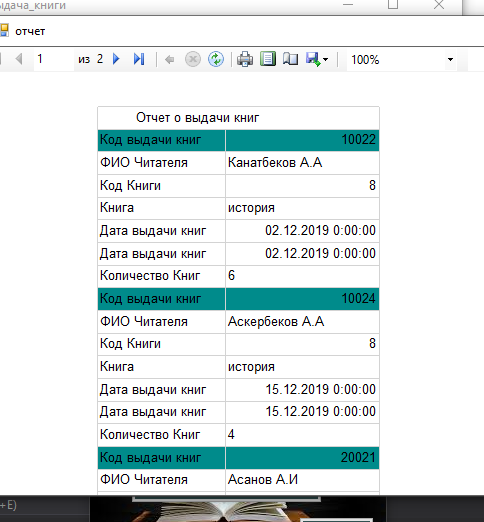 ыдача_книги
отчет
1 из 2 100%
Отчет о выдачи книг
Код выдачи книг 10022
ФИО Читателя Канатбеков А.А
Код Книги 8
Книга история
Дата выдачи книг 02.12.2019 0:00:00
Дата выдачи книг 02.12.2019 0:00:00
Количество Книг 6
Код выдачи книг 10024
ФИО Читателя Аскербеков А.А
Код Книги 8
Книга история
Дата выдачи книг 15.12.2019 0:00:00
Дата выдачи книг 15.12.2019 0:00:00
Количество Книг 4
Код выдачи книг 20021
ФИО Читателя Асанов А.И
+E)